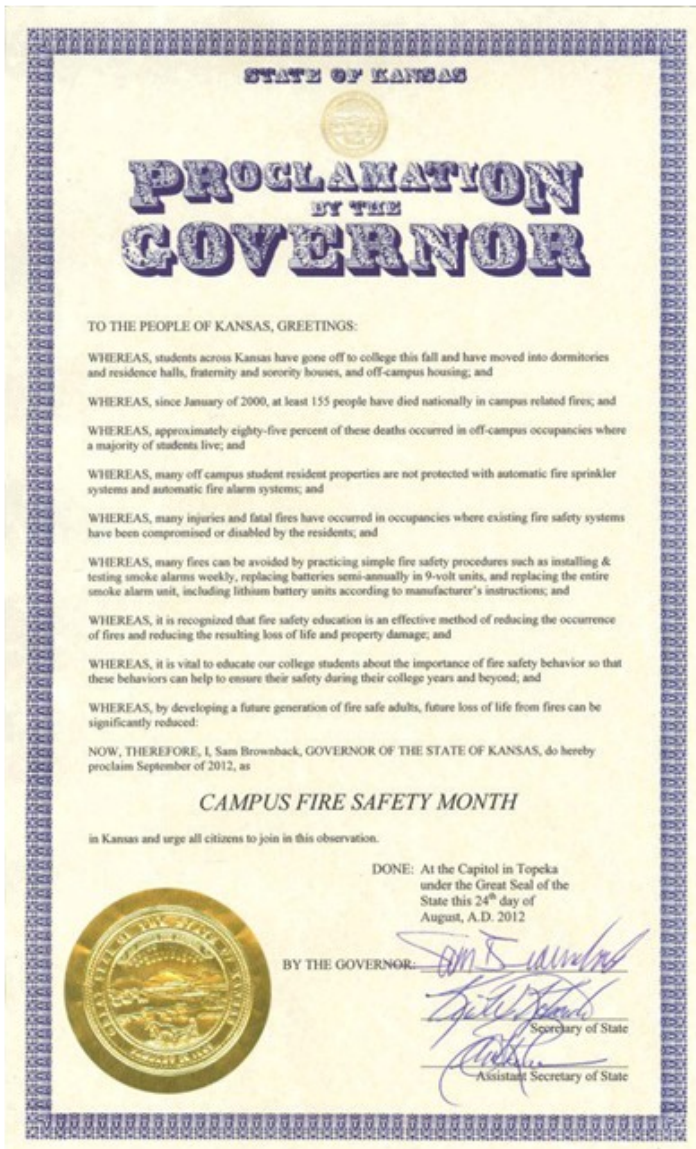 STATE OF KANSAS
PROCLAMATION
BY THE
GOVERNOR
TO THE PEOPLE OF KANSAS, GREETINGS:
WHEREAS, students across Kansas have gone off to college this fall and have moved into dormitories
and residence halls, fraternity and sorority houses, and off-campus housing; and
WHEREAS, since January of 2000, at least 155 people have died nationally in campus related fires; and
WHEREAS, approximately eighty-five percent of these deaths occurred in off-campus occupancies where
a majority of students live; and
WHEREAS, many off campus student resident properties are not protected with automatic fire sprinkler
systems and automatic fire alarm systems; and
WHEREAS, many injuries and fatal fires have occurred in occupancies where existing fire safety systems
have been compromised or disabled by the residents; and
WHEREAS, many fires can be avoided by practicing simple fire safety procedures such as installing &
testing smoke alarms weekly, replacing batteries semi-annually in 9-volt units, and replacing the entire
smoke alarm unit, including lithium battery units according to manufacturer's instructions; and
WHEREAS, it is recognized that fire safety education is an effective method of reducing the occurrence
of fires and reducing the resulting loss of life and property damage; and
WHEREAS, it is vital to educate our college students about the importance of fire safety behavior so that
these behaviors can help to ensure their safety during their college years and beyond; and
WHEREAS, by developing a future generation of fire safe adults, future loss of life from fires can be
significantly reduced:
NOW, THEREFORE, I, Sam Brownback, GOVERNOR OF THE STATE OF KANSAS, do hereby
proclaim September of 2012, as
CAMPUS FIRE SAFETY MONTH
in Kansas and urge all citizens to join in this observation.
DONE: At the Capitol in Topeka
under the Great Seal of the
State this 24th day of
August, A.D. 2012
BY THE GOVERNOR: Sam Brownback
Secretary of State
Assistant Secretary of State
GREAT SEAL OF THE STATE OF KANSAS